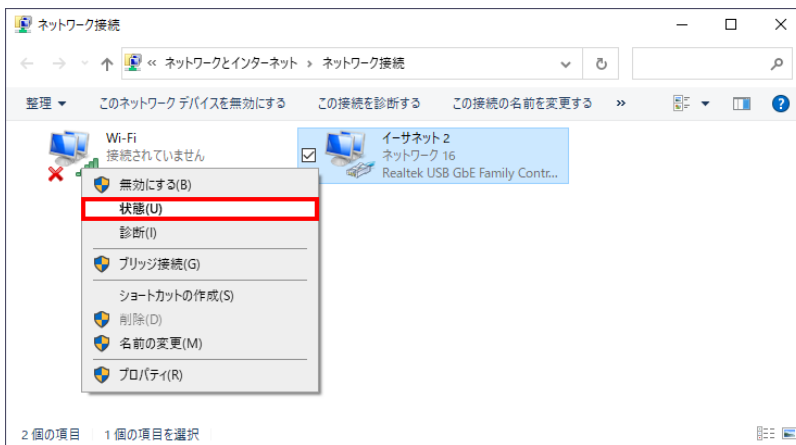 ネットワーク接続
« ネットワークとインターネット › ネットワーク接続
整理 このネットワーク デバイスを無効にする この接続を診断する この接続の名前を変更する »
Wi-Fi
接続されていません
イーサネット 2
ネットワーク 16
Realtek USB GbE Family Contr...
無効にする(B)
状態(U)
診断(I)
ブリッジ接続(G)
ショートカットの作成(S)
削除(D)
名前の変更(M)
プロパティ(R)
2 個の項目 1 個の項目を選択